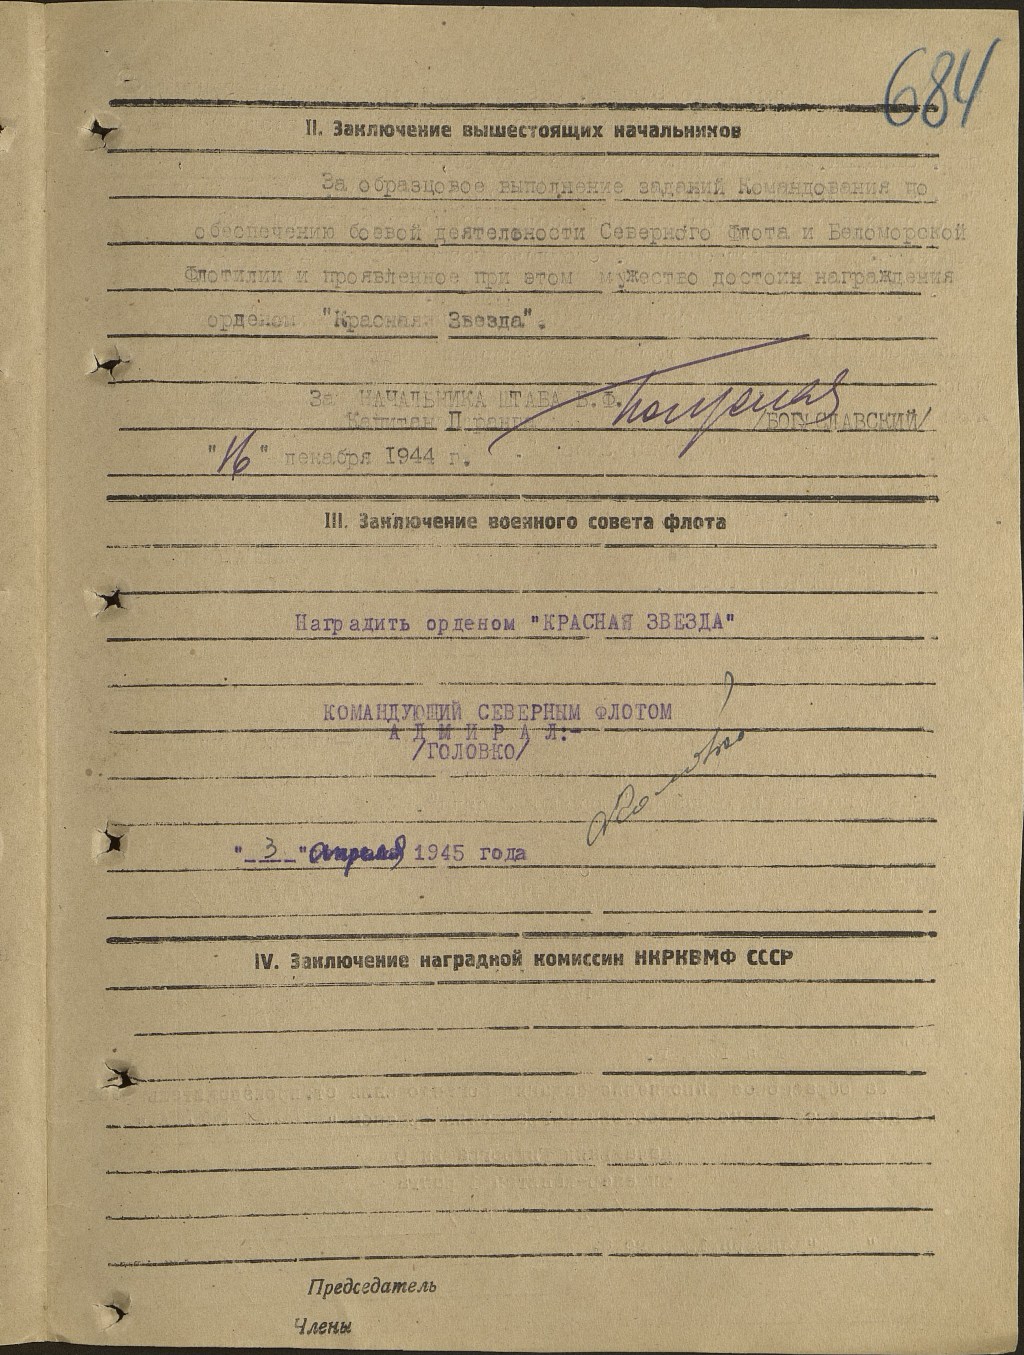 684
II. Заключение вышестоящих начальников
За образцовое выполнение заданий Командования по
обеспечению боевой деятельности Северного Флота и Беломорской
Флотилии и проявленное при этом мужество достоин награждения
орденом "Красная Звезда".
За НАЧАЛЬНИКА ШТАБА Б.Ф.
Капитан II ранга /БОГУСЛАВСКИЙ/
"16" декабря 1944 г.
III. Заключение военного совета флота
Наградить орденом "КРАСНАЯ ЗВЕЗДА"
КОМАНДУЮЩИЙ СЕВЕРНЫМ ФЛОТОМ
АДМИРАЛ:-
/ГОЛОВКО/
"_3_" апреля 1945 года
IV. Заключение наградной комиссии НКРКВМФ СССР
Председатель
Члены